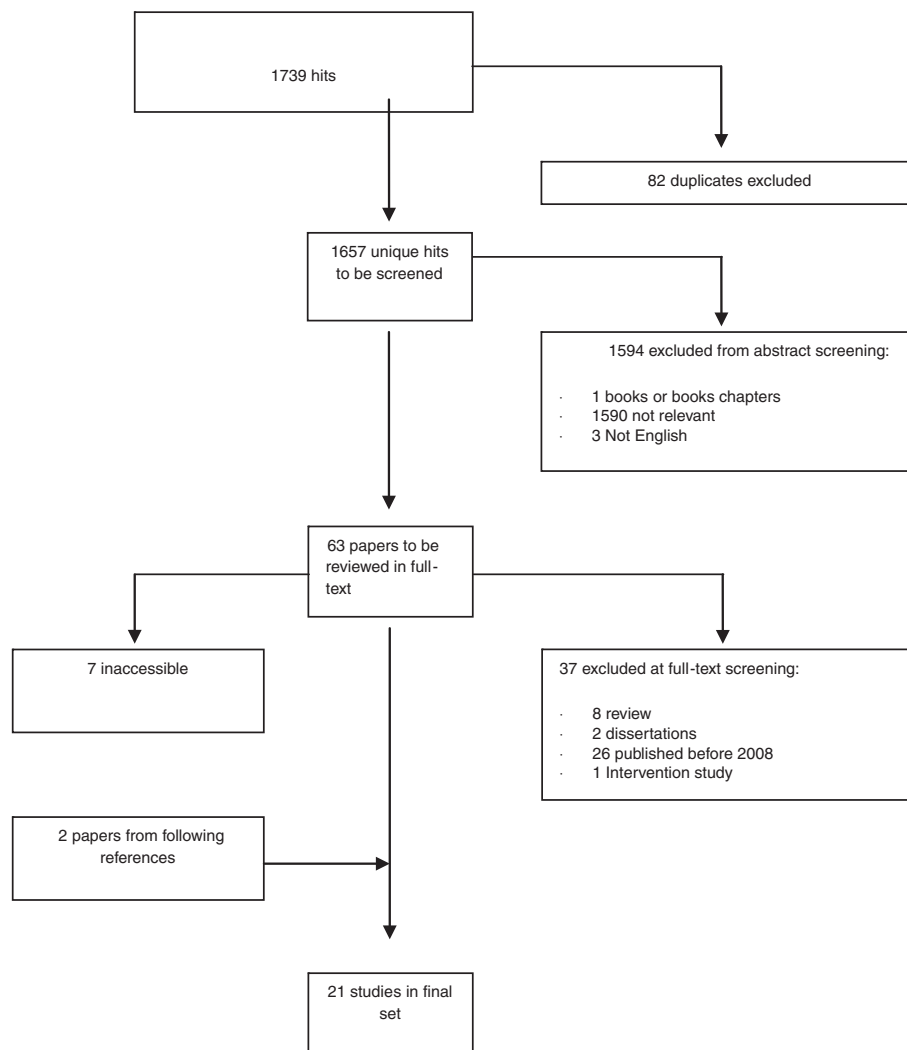 1739 hits
82 duplicates excluded
1657 unique hits
to be screened
1594 excluded from abstract screening:
· 1 books or books chapters
· 1590 not relevant
· 3 Not English
63 papers to be
reviewed in full-
text
7 inaccessible
37 excluded at full-text screening:
· 8 review
· 2 dissertations
· 26 published before 2008
· 1 Intervention study
2 papers from following
references
21 studies in final
set